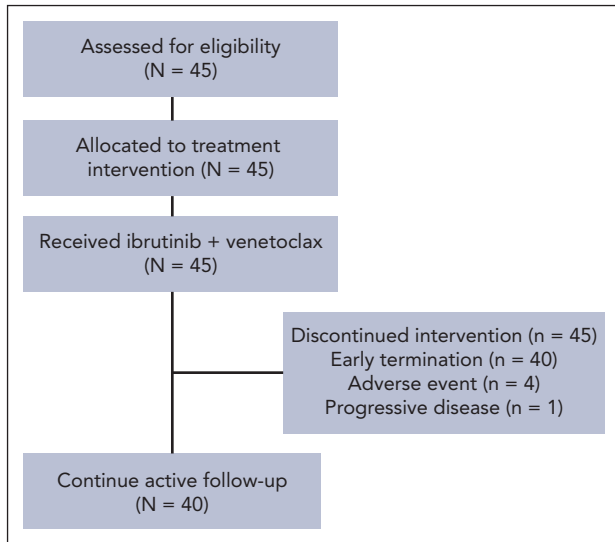 Assessed for eligibility
(N = 45)
Allocated to treatment
intervention (N = 45)
Received ibrutinib + venetoclax
(N = 45)
Discontinued intervention (n = 45)
Early termination (n = 40)
Adverse event (n = 4)
Progressive disease (n = 1)
Continue active follow-up
(N = 40)